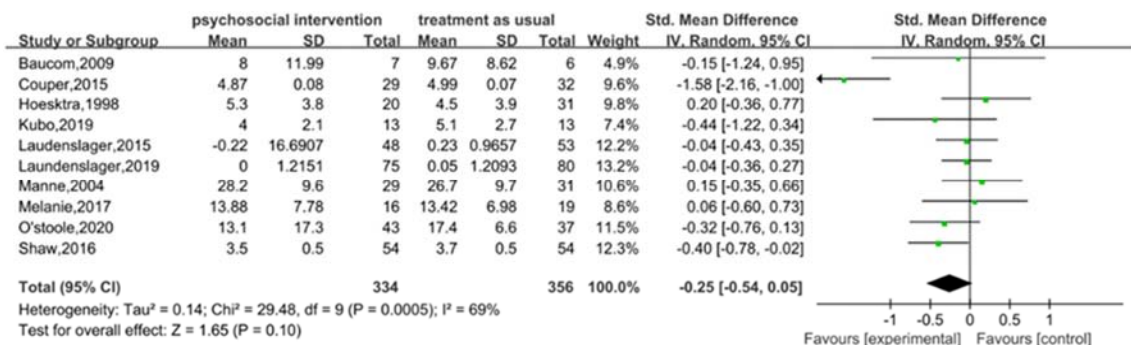 psychosocial intervention treatment as usual Std. Mean Difference Std. Mean Difference
Study or Subgroup Mean SD Total Mean SD Total Weight IV, Random, 95% CI IV, Random, 95% CI
Baucom,2009 8 11.99 7 9.67 8.62 6 4.9% -0.15 [-1.24, 0.95]
Couper,2015 4.87 0.08 29 4.99 0.07 32 9.6% -1.58 [-2.16, -1.00]
Hoesktra,1998 5.3 3.8 20 4.5 3.9 31 9.8% 0.20 [-0.36, 0.77]
Kubo,2019 4 2.1 13 5.1 2.7 13 7.4% -0.44 [-1.22, 0.34]
Laudenslager,2015 -0.22 16.6907 48 0.23 0.9657 53 12.2% -0.04 [-0.43, 0.35]
Laundenslager,2019 0 1.2151 75 0.05 1.2093 80 13.2% -0.04 [-0.36, 0.27]
Manne,2004 28.2 9.6 29 26.7 9.7 31 10.6% 0.15 [-0.35, 0.66]
Melanie,2017 13.88 7.78 16 13.42 6.98 19 8.6% 0.06 [-0.60, 0.73]
O'stoole,2020 13.1 17.3 43 17.4 6.6 37 11.5% -0.32 [-0.76, 0.13]
Shaw,2016 3.5 0.5 54 3.7 0.5 54 12.3% -0.40 [-0.78, -0.02]
Total (95% CI) 334 356 100.0% -0.25 [-0.54, 0.05]
Heterogeneity: Tau² = 0.14; Chi² = 29.48, df = 9 (P = 0.0005); I² = 69%
Test for overall effect: Z = 1.65 (P = 0.10)
-1 -0.5 0 0.5 1
Favours [experimental] Favours [control]